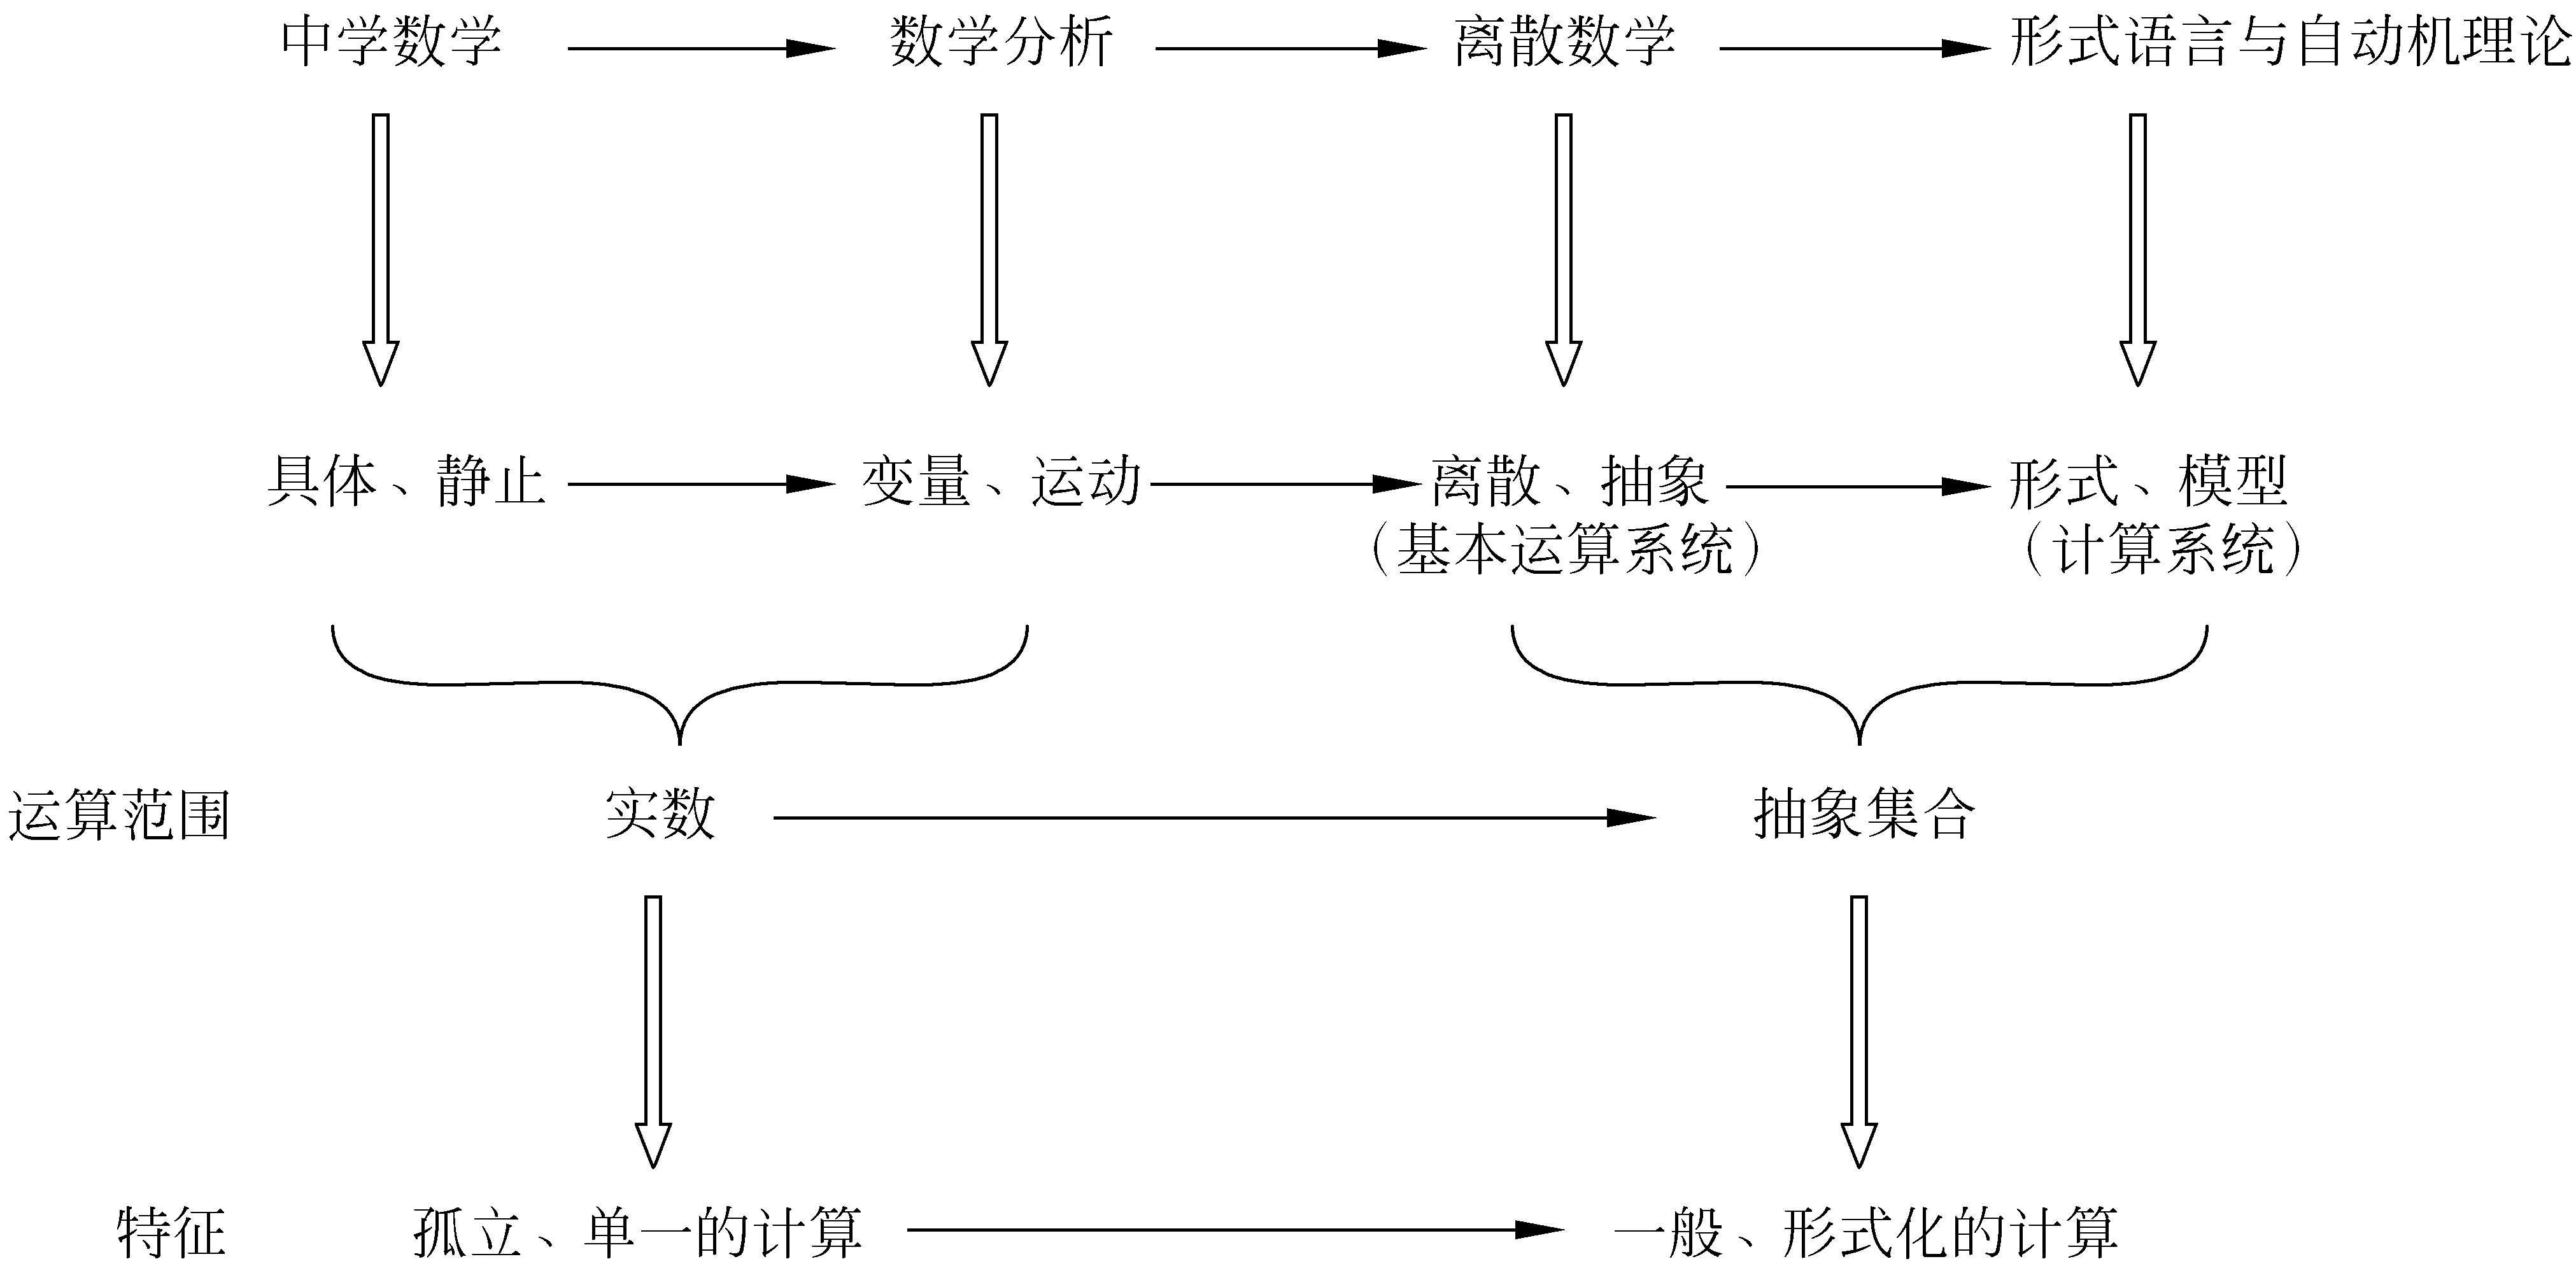 中学数学 数学分析 离散数学 形式语言与自动机理论
具体、静止 变量、运动 离散、抽象 形式、模型
（基本运算系统） （计算系统）
运算范围 实数 抽象集合
特征 孤立、单一的计算 一般、形式化的计算